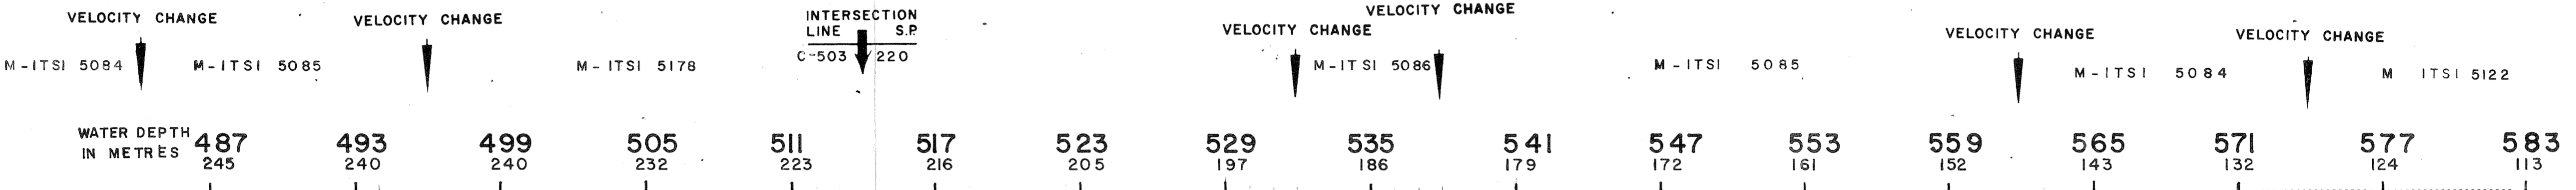 VELOCITY CHANGE
VELOCITY CHANGE
INTERSECTION
LINE S.P.
C-503 220
VELOCITY CHANGE
VELOCITY CHANGE
VELOCITY CHANGE
VELOCITY CHANGE
M-ITSI 5084 M-ITSI 5085 M-ITSI 5178 M-ITSI 5086 M-ITSI 5085 M-ITSI 5084 M ITSI 5122
WATER DEPTH
IN METRES
487 493 499 505 511 517 523 529 535 541 547 553 559 565 571 577 583
245 240 240 232 223 216 205 197 186 179 172 161 152 143 132 124 113